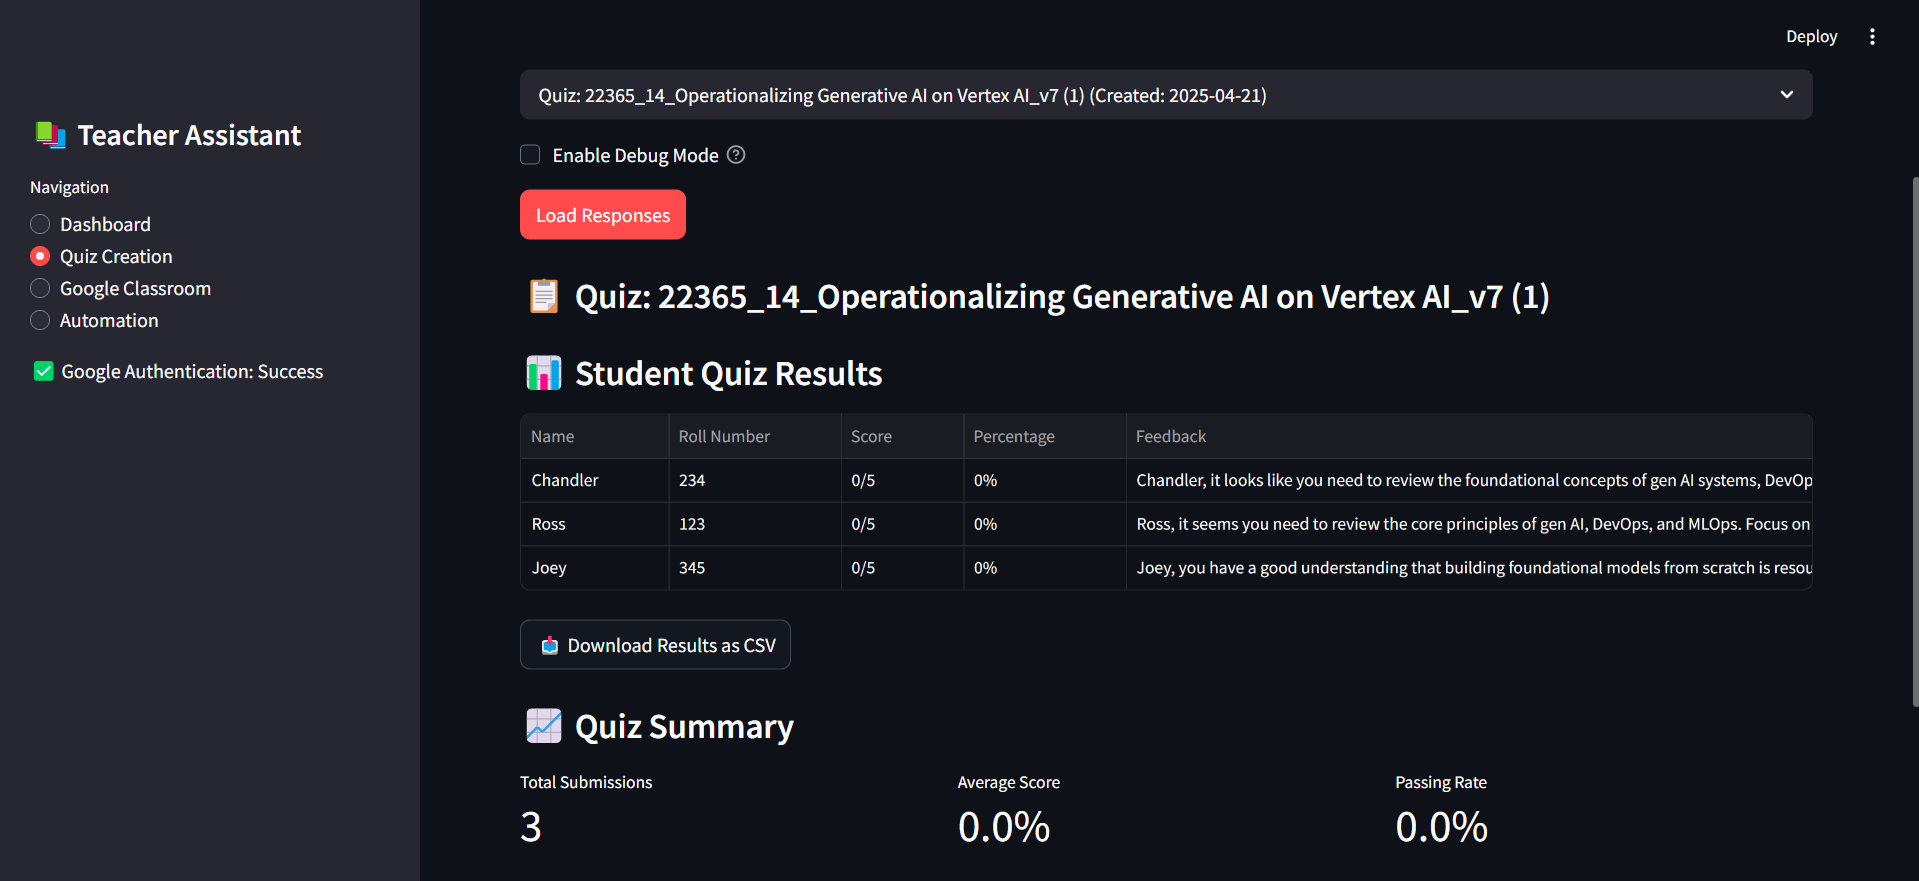 Deploy
Teacher Assistant
Navigation
Dashboard
Quiz Creation
Google Classroom
Automation
Google Authentication: Success
Quiz: 22365_14_Operationalizing Generative AI on Vertex AI_v7 (1) (Created: 2025-04-21)
Enable Debug Mode
Load Responses
Quiz: 22365_14_Operationalizing Generative AI on Vertex AI_v7 (1)
Student Quiz Results
Name Roll Number Score Percentage Feedback
Chandler 234 0/5 0% Chandler, it looks like you need to review the foundational concepts of gen AI systems, DevOp
Ross 123 0/5 0% Ross, it seems you need to review the core principles of gen AI, DevOps, and MLOps. Focus on
Joey 345 0/5 0% Joey, you have a good understanding that building foundational models from scratch is resou
Download Results as CSV
Quiz Summary
Total Submissions Average Score Passing Rate
3 0.0% 0.0%